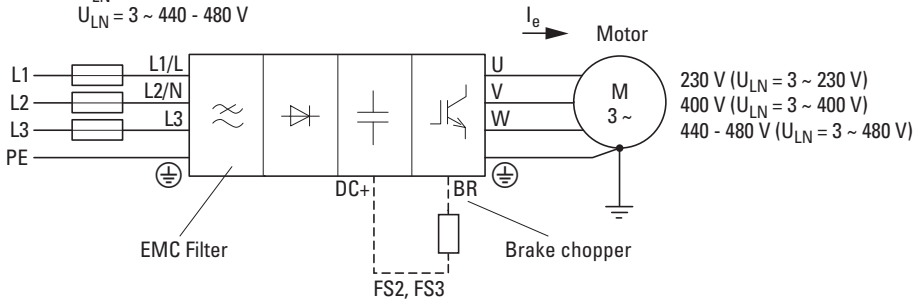 U_LN = 3 ~ 440 - 480 V
I_e
Motor
L1
L1/L
U
L2
L2/N
V
L3
L3
W
PE
M
3 ~
230 V (U_LN = 3 ~ 230 V)
400 V (U_LN = 3 ~ 400 V)
440 - 480 V (U_LN = 3 ~ 480 V)
DC+
BR
EMC Filter
Brake chopper
FS2, FS3